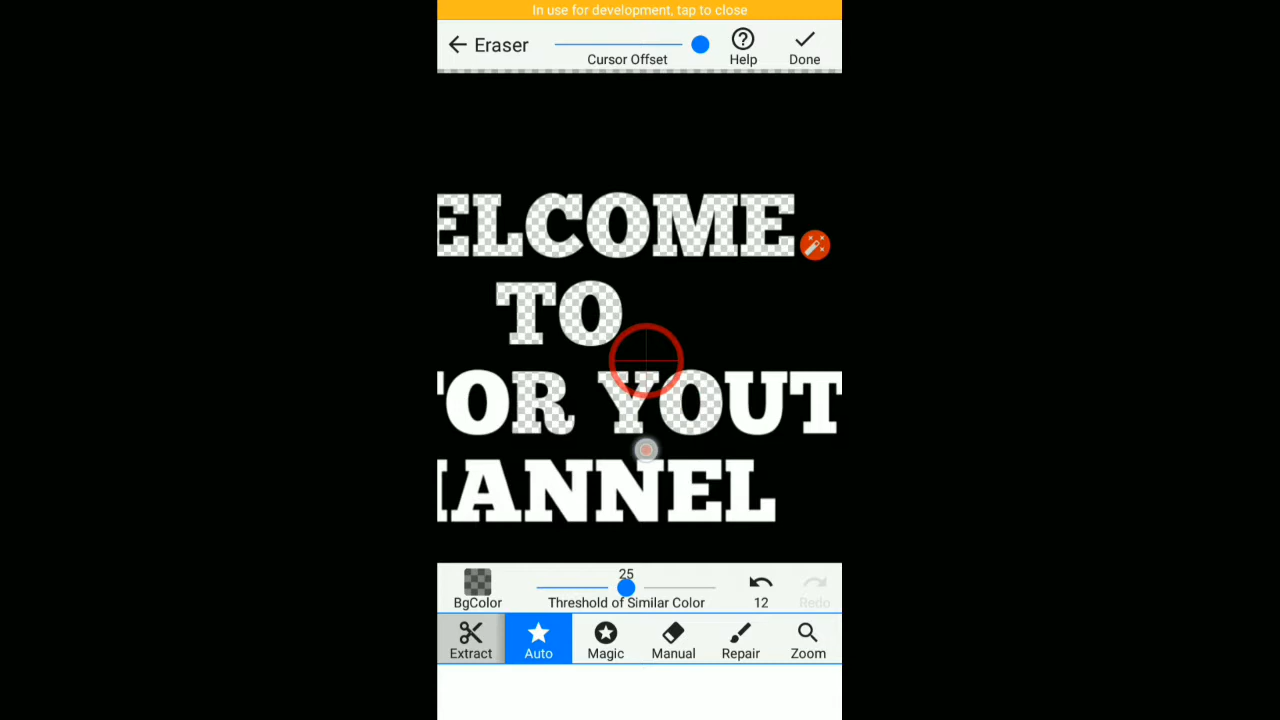 In use for development, tap to close
Eraser
Cursor Offset
Help
Done
ELCOME.
TO
OR YOUT
HANNEL
BgColor
25
Threshold of Similar Color
12
Redo
Extract
Auto
Magic
Manual
Repair
Zoom